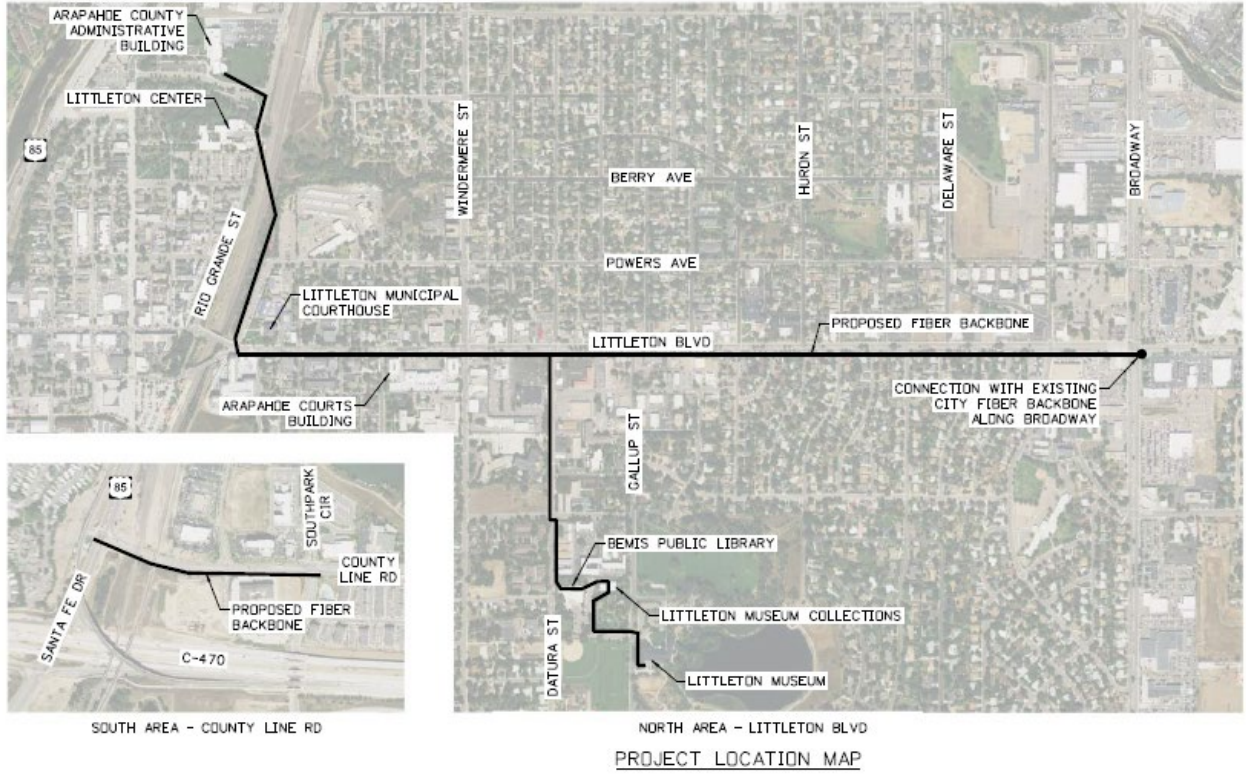 ARAPAHOE COUNTY
ADMINISTRATIVE
BUILDING
LITTLETON CENTER
85
RIO GRANDE ST
WINDERMERE ST
HURON ST
DELAWARE ST
BROADWAY
BERRY AVE
POWERS AVE
LITTLETON MUNICIPAL
COURTHOUSE
PROPOSED FIBER BACKBONE
LITTLETON BLVD
ARAPAHOE COURTS
BUILDING
CONNECTION WITH EXISTING
CITY FIBER BACKBONE
ALONG BROADWAY
GALLUP ST
BEMIS PUBLIC LIBRARY
LITTLETON MUSEUM COLLECTIONS
DATURA ST
LITTLETON MUSEUM
85
SOUTHPARK
CIR
COUNTY
LINE RD
PROPOSED FIBER
BACKBONE
SANTA FE DR
C-470
SOUTH AREA - COUNTY LINE RD
NORTH AREA - LITTLETON BLVD
PROJECT LOCATION MAP